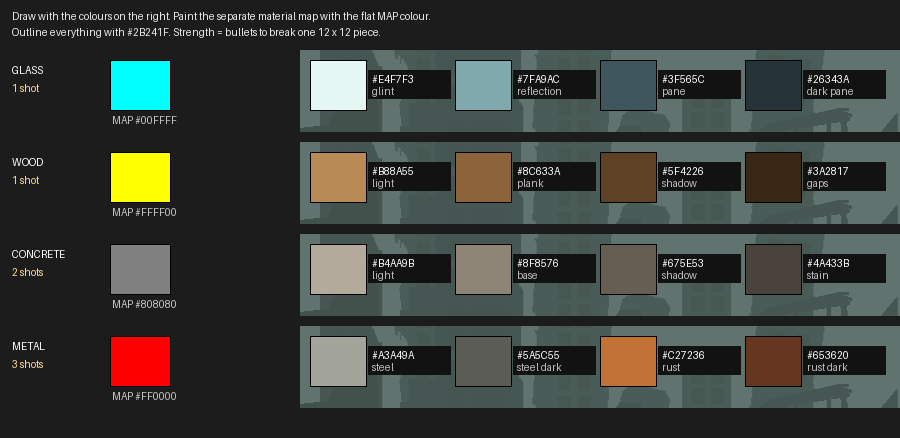 Draw with the colours on the right. Paint the separate material map with the flat MAP colour.
Outline everything with #2B241F. Strength = bullets to break one 12 x 12 piece.
GLASS
1 shot
MAP #00FFFF
#E4F7F3
glint
#7FA9AC
reflection
#3F565C
pane
#26343A
dark pane
WOOD
1 shot
MAP #FFFF00
#B88A55
light
#8C633A
plank
#5F4226
shadow
#3A2817
gaps
CONCRETE
2 shots
MAP #808080
#B4AA9B
light
#8F8576
base
#675E53
shadow
#4A433B
stain
METAL
3 shots
MAP #FF0000
#A3A49A
steel
#5A5C55
steel dark
#C27236
rust
#653620
rust dark